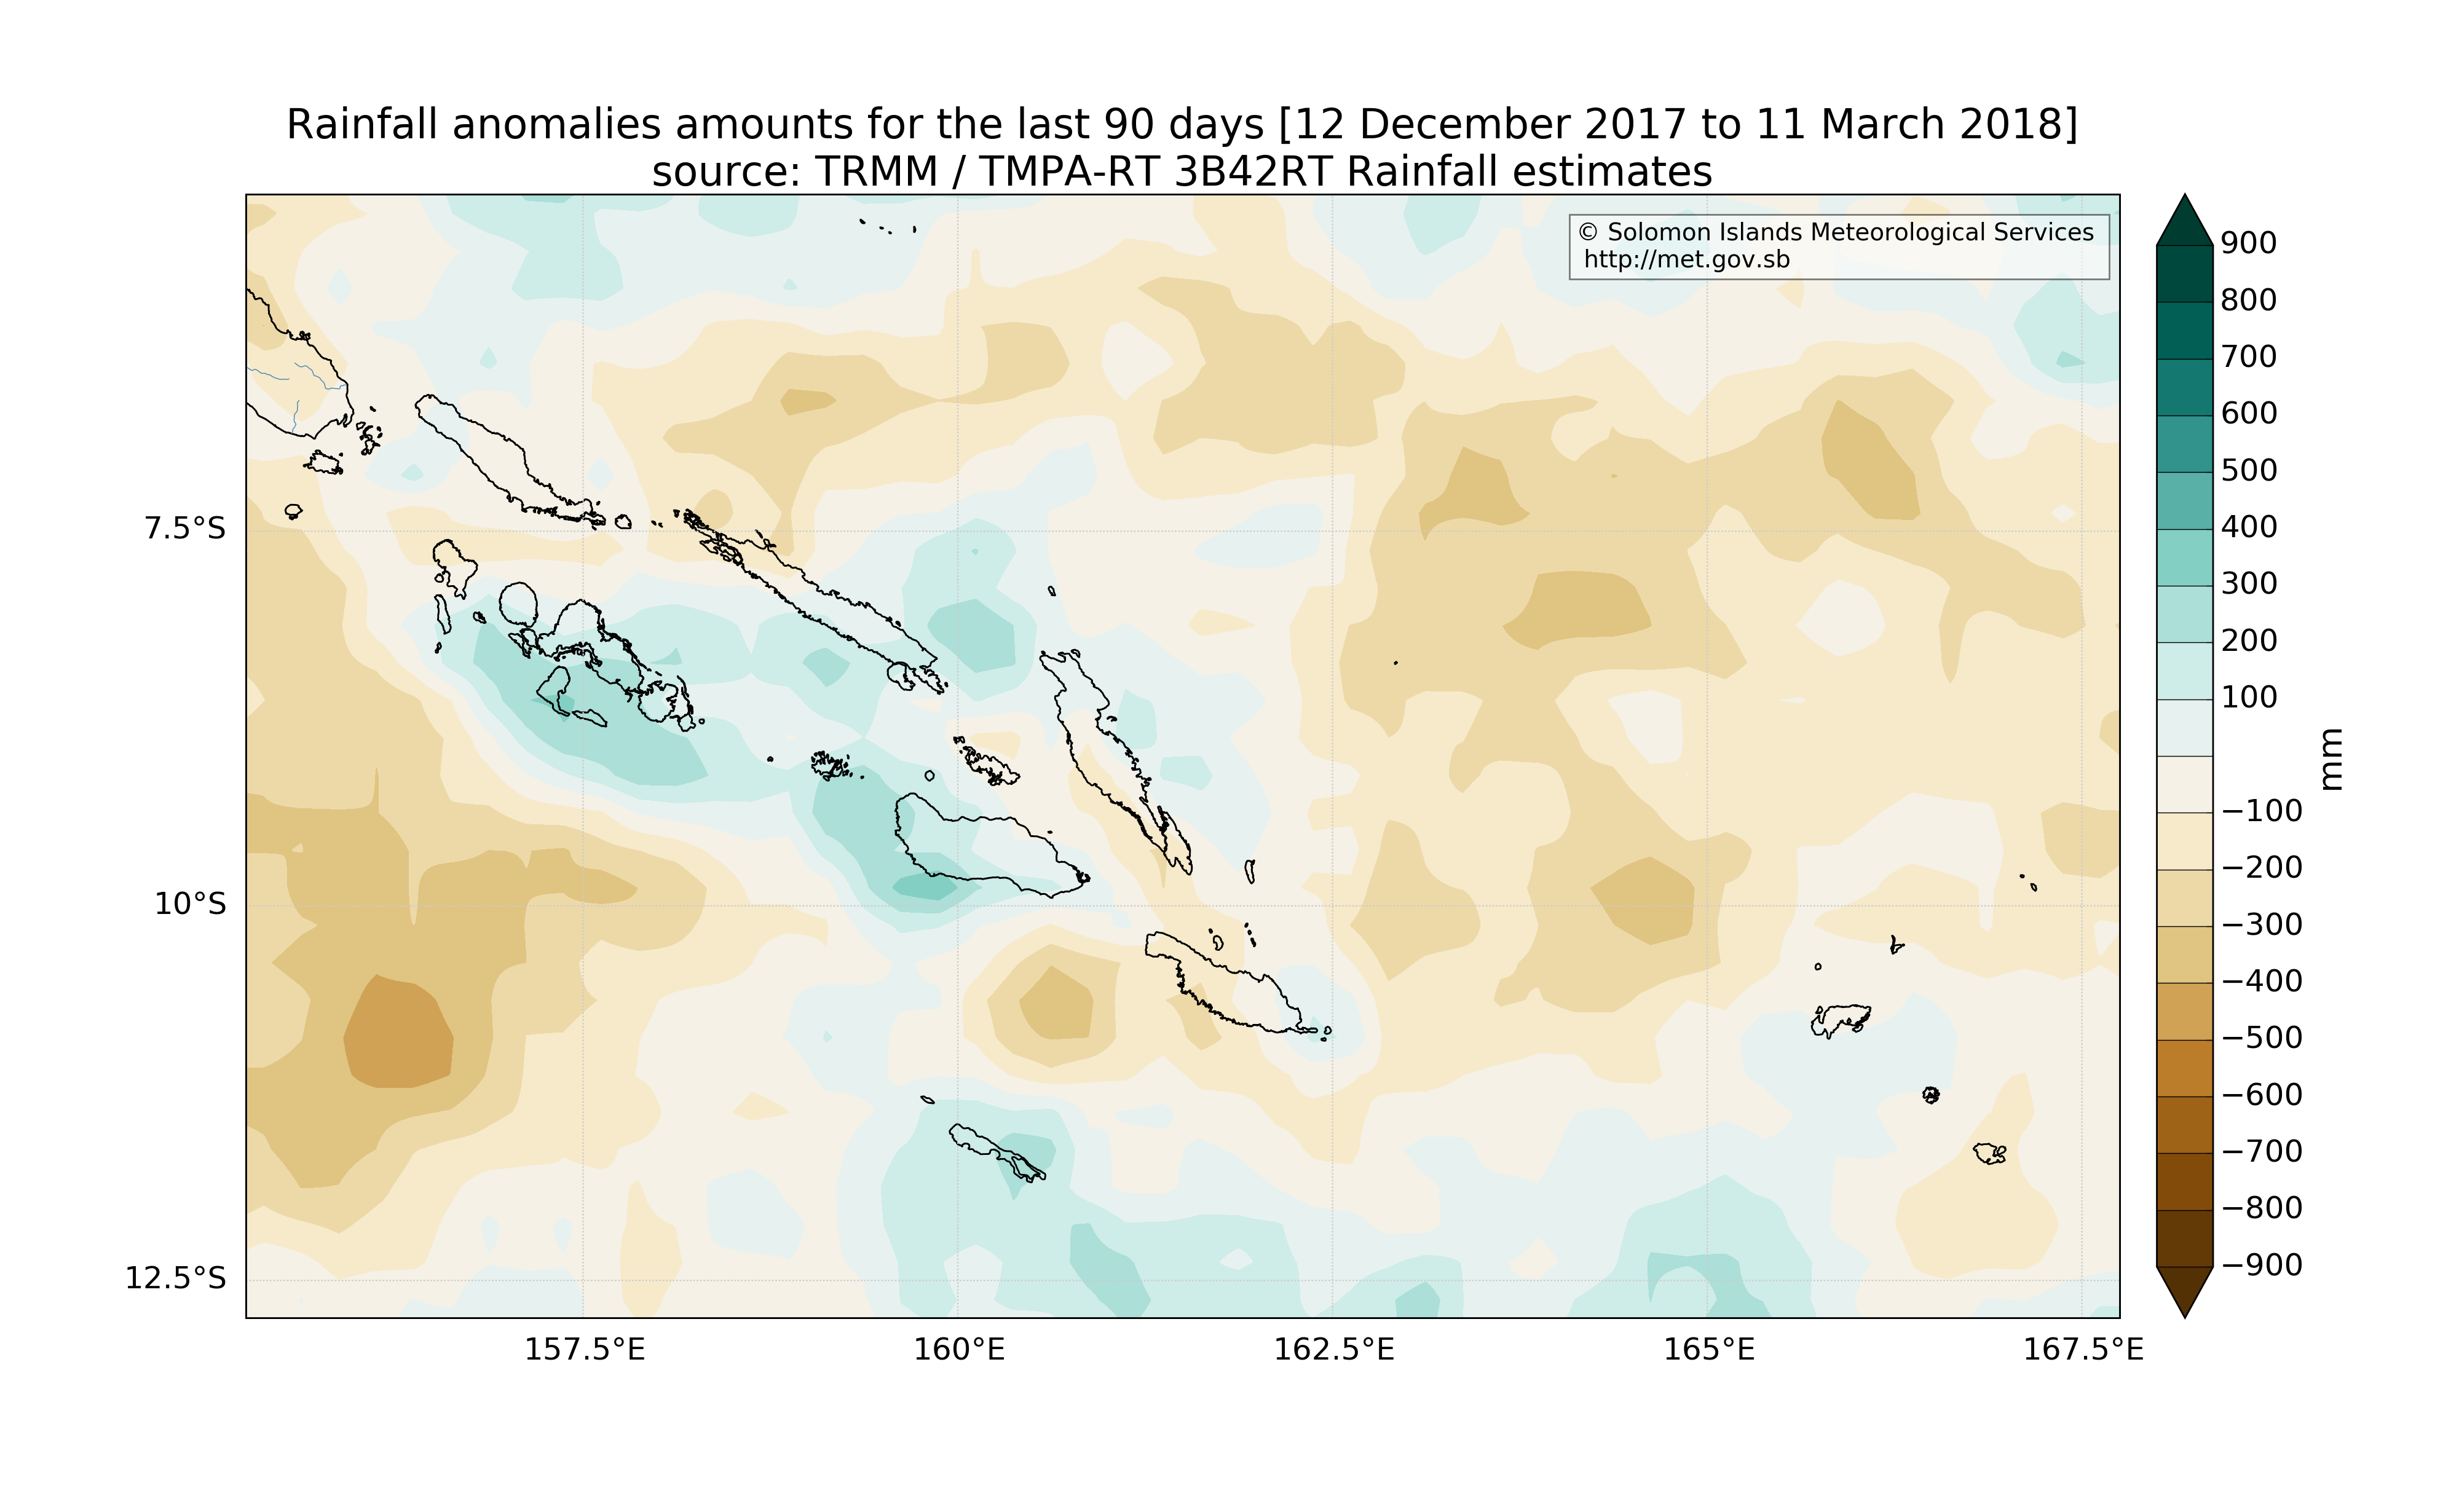 Rainfall anomalies amounts for the last 90 days [12 December 2017 to 11 March 2018]
source: TRMM / TMPA-RT 3B42RT Rainfall estimates
© Solomon Islands Meteorological Services
http://met.gov.sb
7.5°S
10°S
12.5°S
157.5°E
160°E
162.5°E
165°E
167.5°E
900
800
700
600
500
400
300
200
100
−100
−200
−300
−400
−500
−600
−700
−800
−900
mm